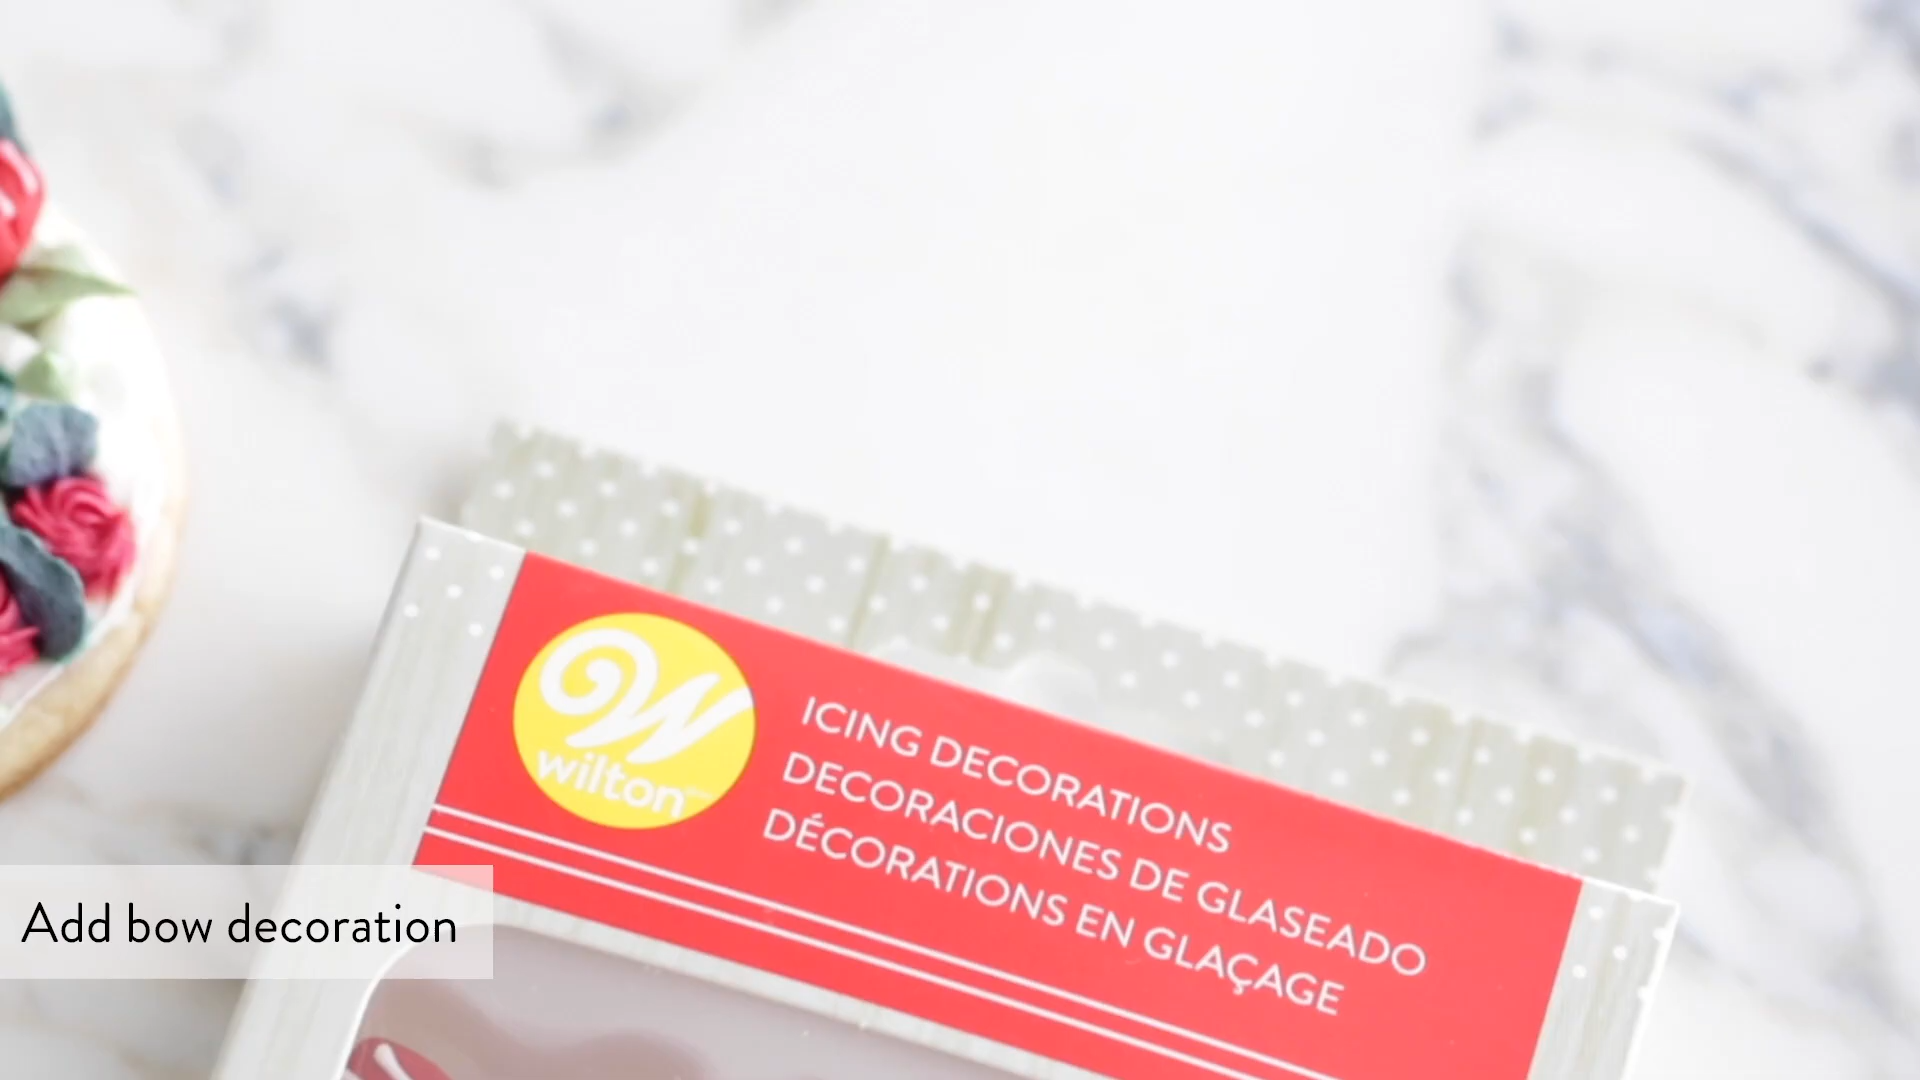 wilton
ICING DECORATIONS
DECORACIONES DE GLASEADO
DÉCORATIONS EN GLAÇAGE
Add bow decoration